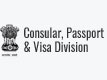 Consular, Passport
& Visa Division